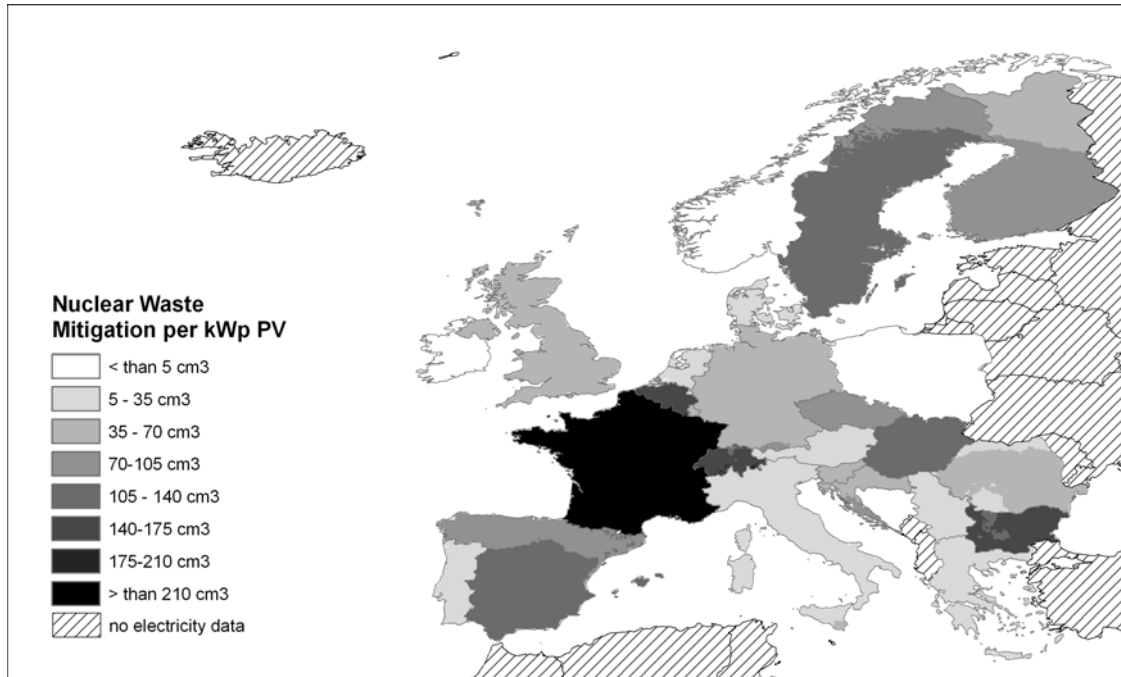 Nuclear Waste
Mitigation per kWp PV
< than 5 cm3
5 - 35 cm3
35 - 70 cm3
70-105 cm3
105 - 140 cm3
140-175 cm3
175-210 cm3
> than 210 cm3
no electricity data